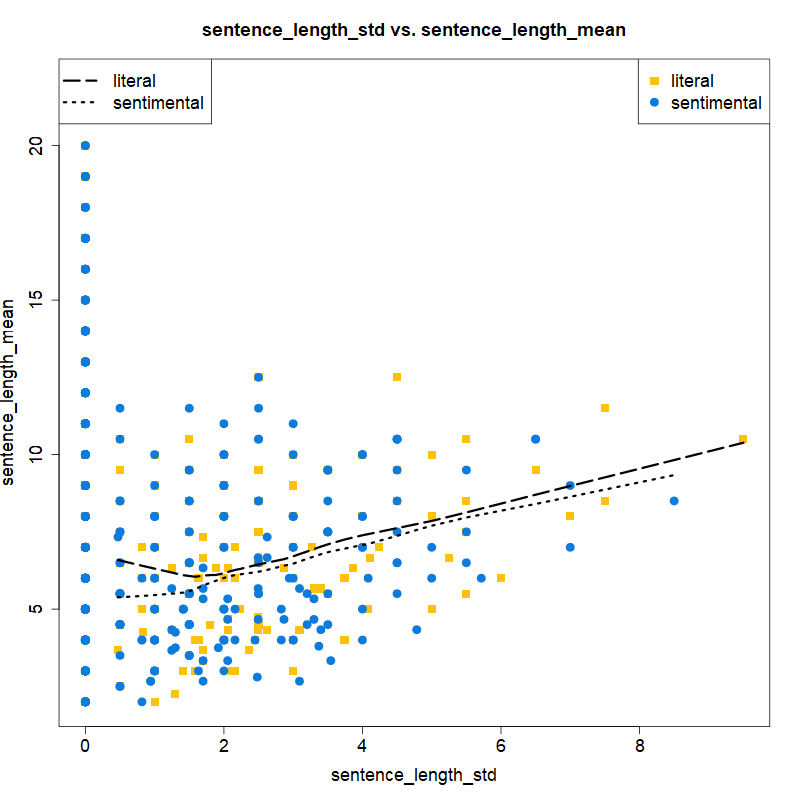 sentence_length_std vs. sentence_length_mean
literal
sentimental
literal
sentimental
20
15
10
5
sentence_length_mean
0 2 4 6 8
sentence_length_std